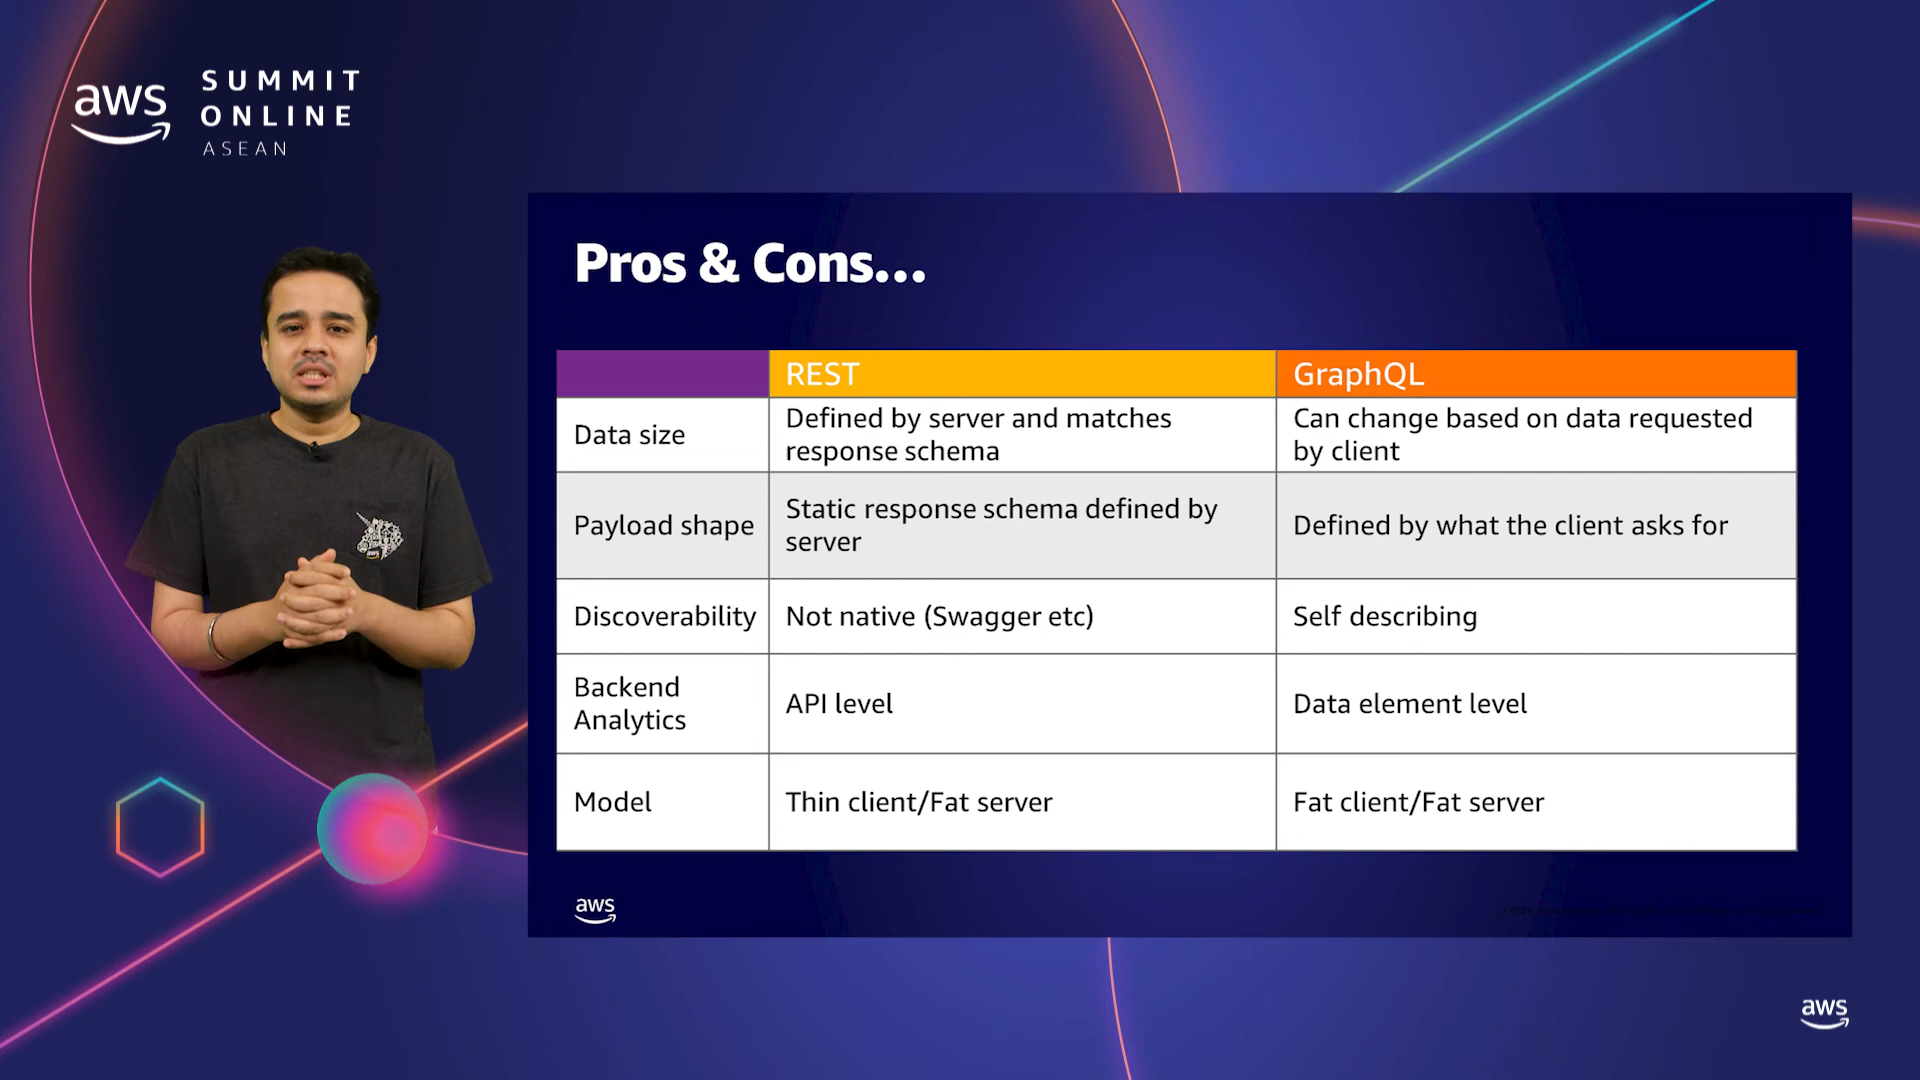 aws
SUMMIT
ONLINE
ASEAN
Pros & Cons...
REST
GraphQL
Data size
Defined by server and matches
response schema
Can change based on data requested
by client
Payload shape
Static response schema defined by
server
Defined by what the client asks for
Discoverability
Not native (Swagger etc)
Self describing
Backend
Analytics
API level
Data element level
Model
Thin client/Fat server
Fat client/Fat server
aws
aws
aws